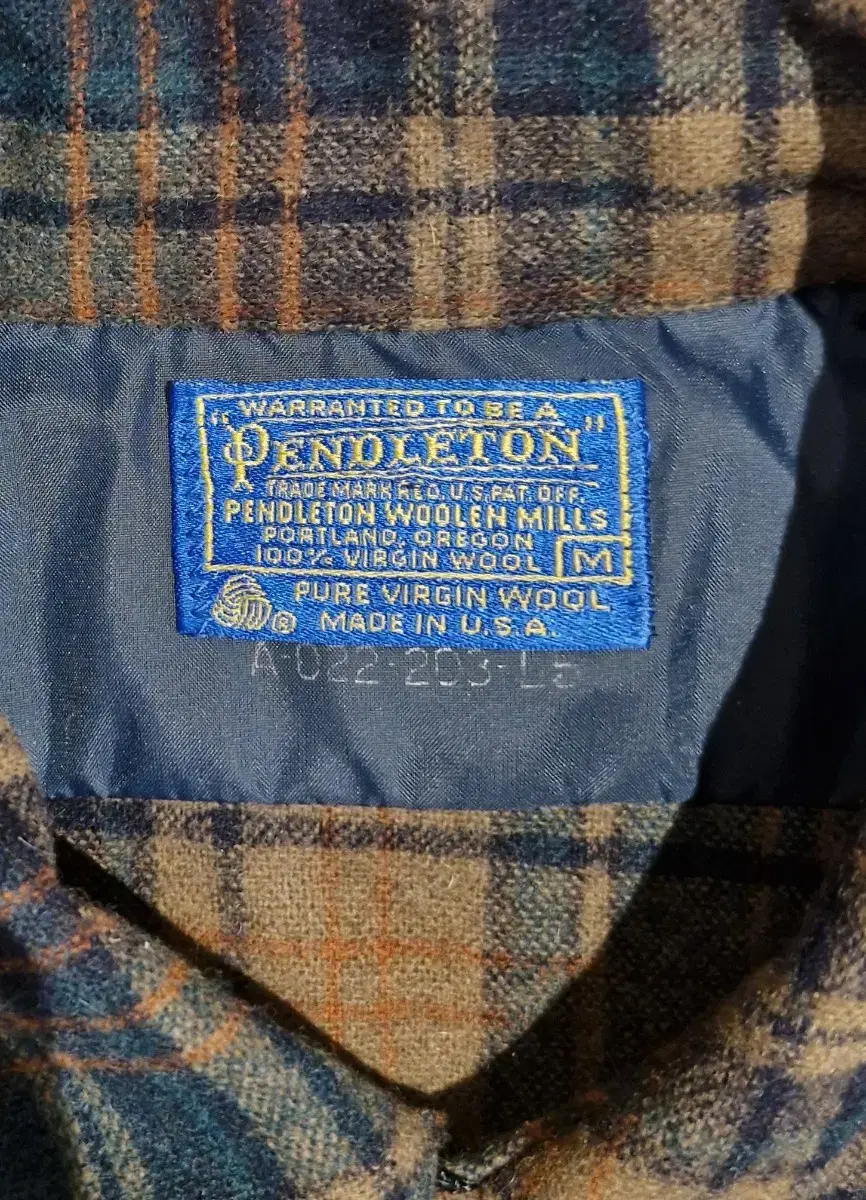 WARRANTED TO BE A
"PENDLETON"
TRADE MARK REG. U.S. PAT. OFF.
PENDLETON WOOLEN MILLS
PORTLAND, OREGON
100% VIRGIN WOOL M
PURE VIRGIN WOOL
® MADE IN U.S.A.
A-022-203-L5